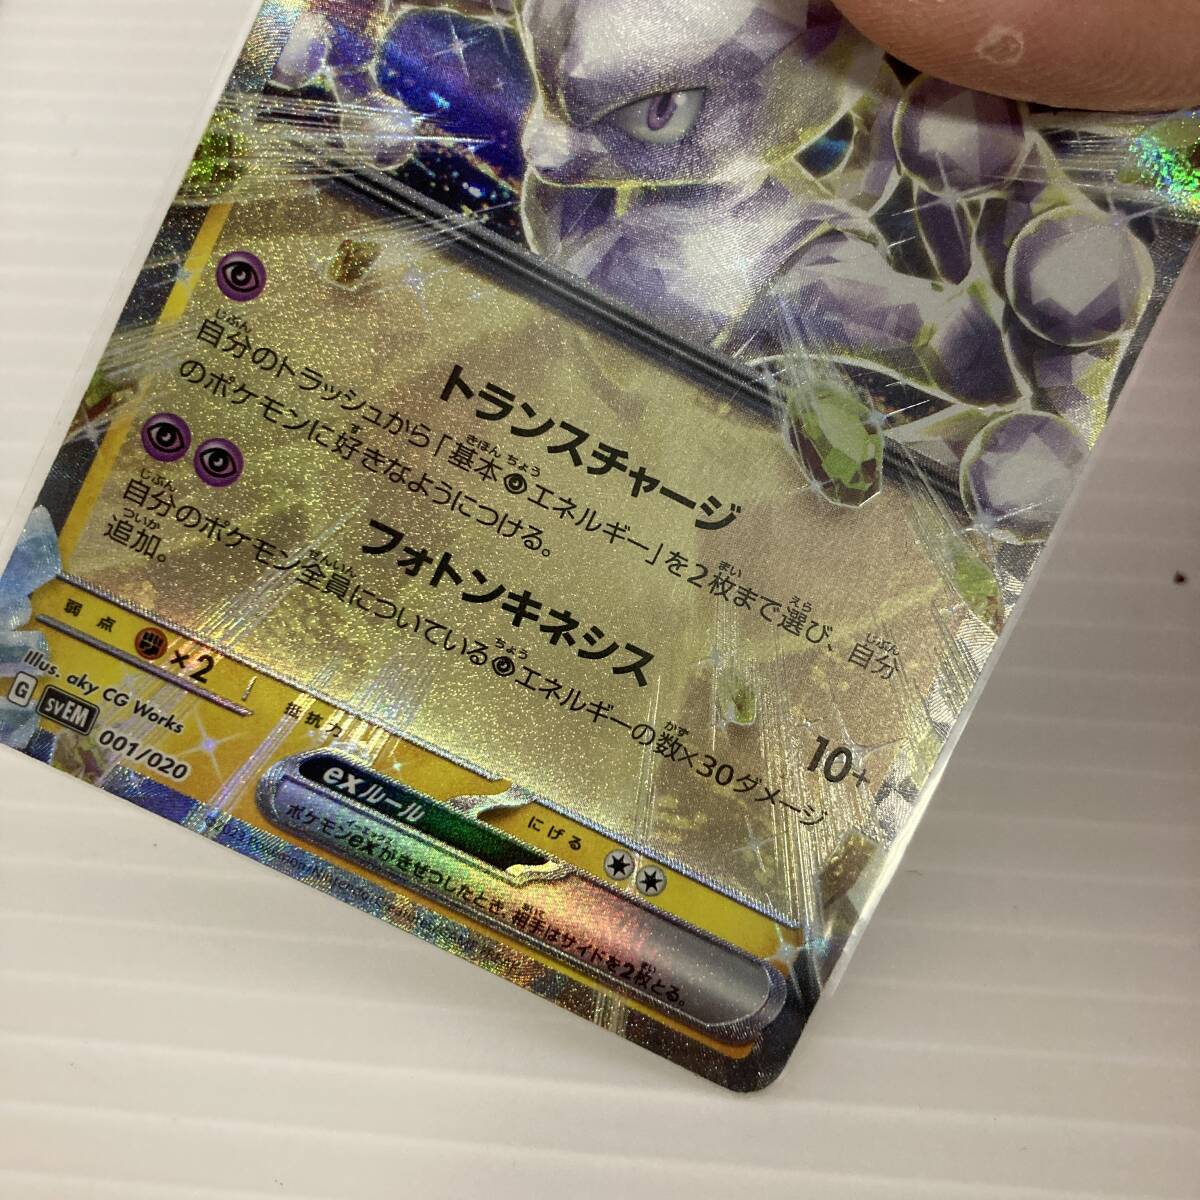 トランスチャージ
自分のトラッシュから「基本エネルギー」を2枚まで選び、自分
のポケモンに好きなようにつける。
フォトンキネシス 10+
自分のポケモン全員についているエネルギーの数×30ダメージ
追加。
弱点 ×2 抵抗力
にげる
Illus. aky CG Works
G svEM 001/020
exルール
ポケモンexがきぜつしたとき、相手はサイドを2枚とる。